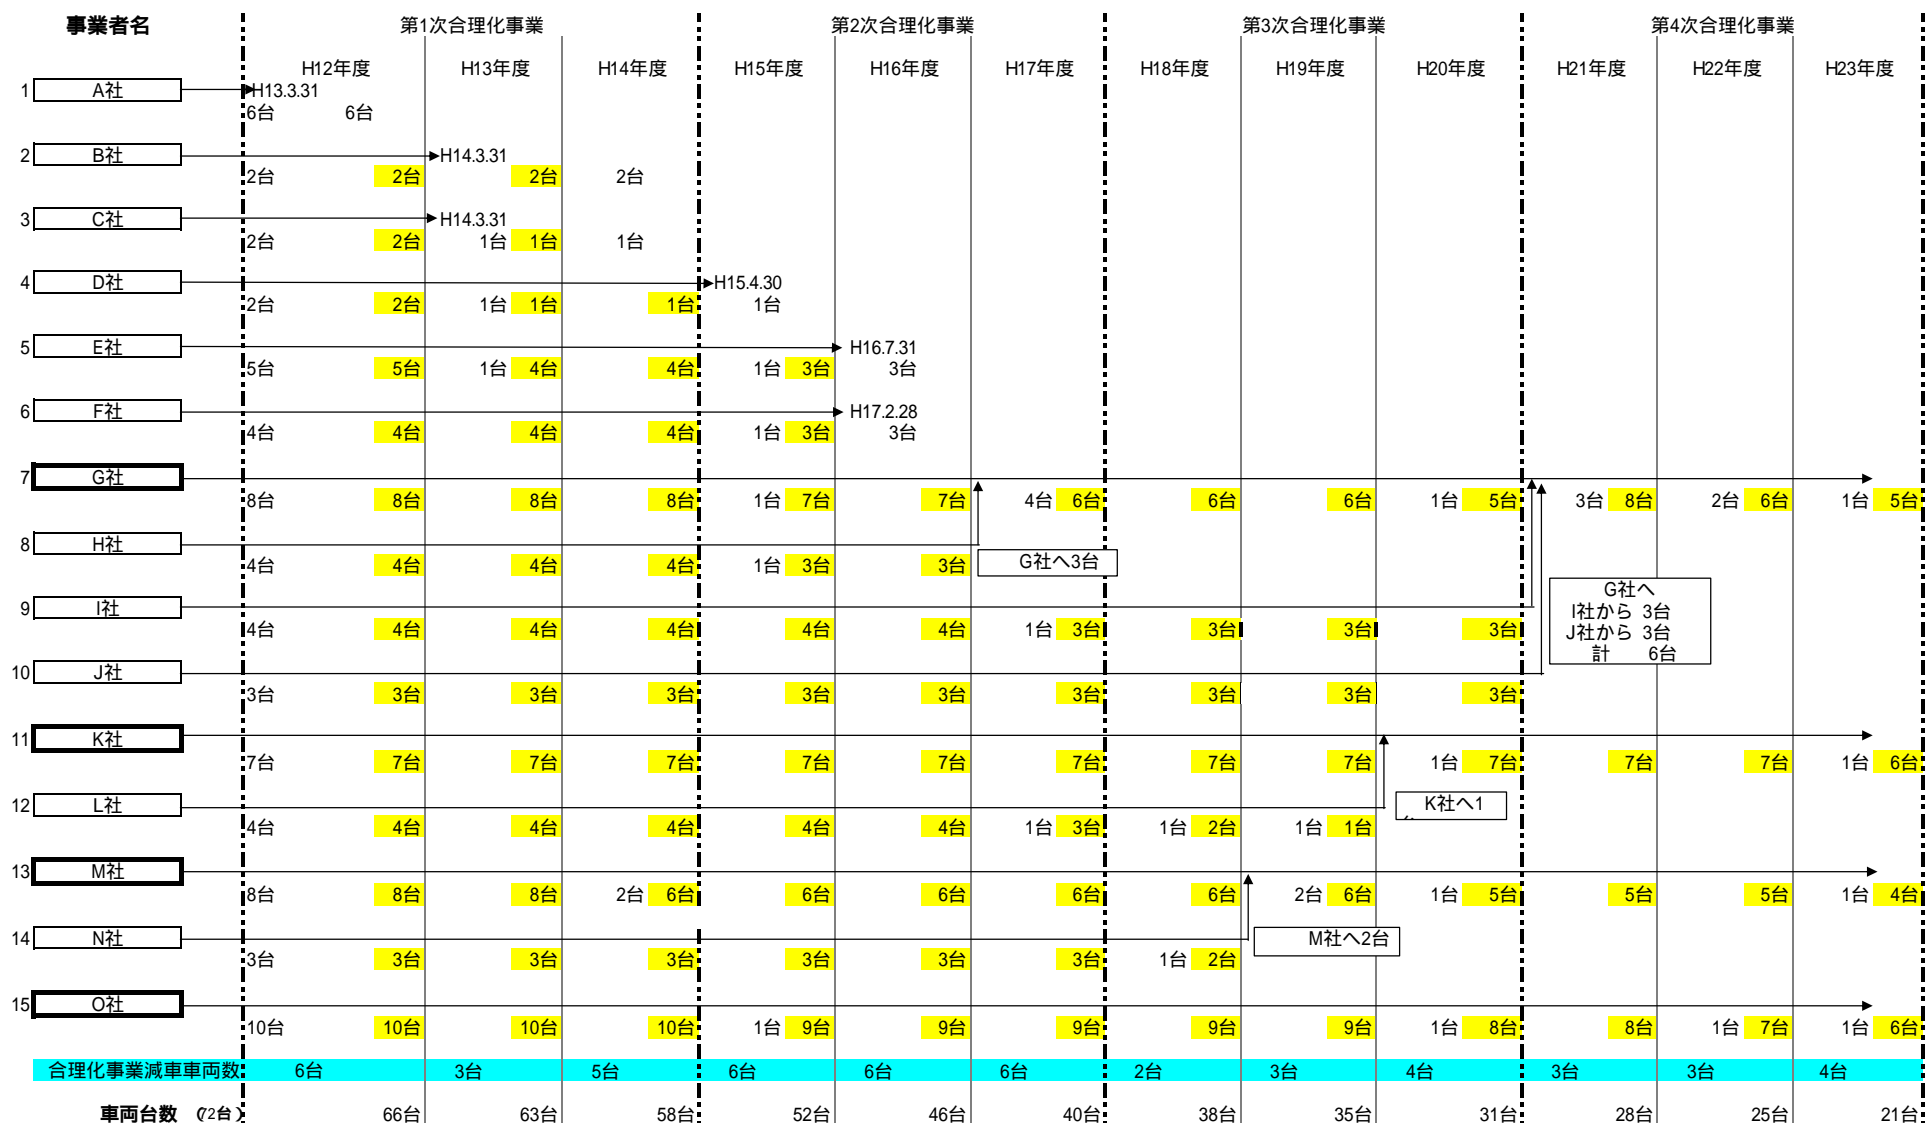 事業者名 第1次合理化事業 第2次合理化事業 第3次合理化事業 第4次合理化事業
H12年度 H13年度 H14年度 H15年度 H16年度 H17年度 H18年度 H19年度 H20年度 H21年度 H22年度 H23年度
1 A社 H13.3.31
6台 6台
2 B社 H14.3.31
2台 2台 2台 2台
3 C社 H14.3.31
2台 2台 1台 1台 1台
4 D社 H15.4.30
2台 2台 1台 1台 1台 1台
5 E社 H16.7.31
5台 5台 1台 4台 4台 1台 3台 3台
6 F社 H17.2.28
4台 4台 4台 4台 1台 3台 3台
7 G社
8台 8台 8台 8台 1台 7台 7台 4台 6台 6台 6台 1台 5台 3台 8台 2台 6台 1台 5台
8 H社
4台 4台 4台 4台 1台 3台 3台 G社へ3台
9 I社
G社へ
I社から 3台
J社から 3台
計 6台
4台 4台 4台 4台 4台 4台 1台 3台 3台 3台 3台
10 J社
3台 3台 3台 3台 3台 3台 3台 3台 3台 3台
11 K社
7台 7台 7台 7台 7台 7台 7台 7台 7台 1台 7台 7台 7台 1台 6台
12 L社 K社へ1
4台 4台 4台 4台 4台 4台 1台 3台 1台 2台 1台 1台
13 M社
8台 8台 8台 2台 6台 6台 6台 6台 6台 2台 6台 1台 5台 5台 5台 1台 4台
14 N社 M社へ2台
3台 3台 3台 3台 3台 3台 3台 1台 2台
15 O社
10台 10台 10台 10台 1台 9台 9台 9台 9台 9台 1台 8台 8台 1台 7台 1台 6台
合理化事業減車車両数 6台 3台 5台 6台 6台 6台 2台 3台 4台 3台 3台 4台
車両台数 (72台) 66台 63台 58台 52台 46台 40台 38台 35台 31台 28台 25台 21台